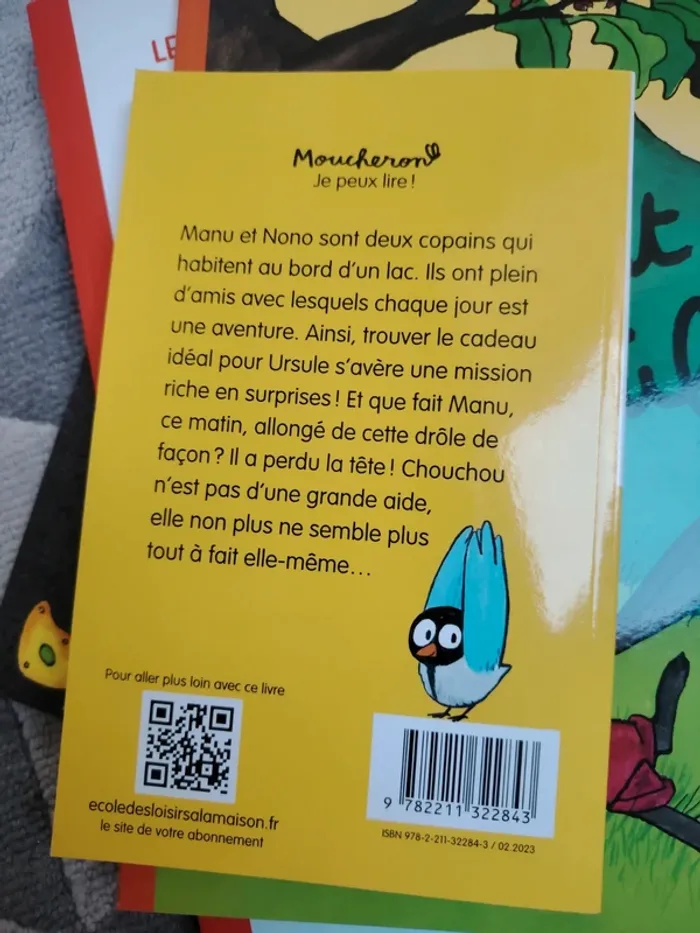 LE
Moucheron
Je peux lire !
Manu et Nono sont deux copains qui
habitent au bord d'un lac. Ils ont plein
d'amis avec lesquels chaque jour est
une aventure. Ainsi, trouver le cadeau
idéal pour Ursule s'avère une mission
riche en surprises ! Et que fait Manu,
ce matin, allongé de cette drôle de
façon ? Il a perdu la tête ! Chouchou
n'est pas d'une grande aide,
elle non plus ne semble plus
tout à fait elle-même...
Pour aller plus loin avec ce livre
ecoledesloisirsalamaison.fr
le site de votre abonnement
9 782211 322843
ISBN 978-2-211-32284-3 / 02.2023